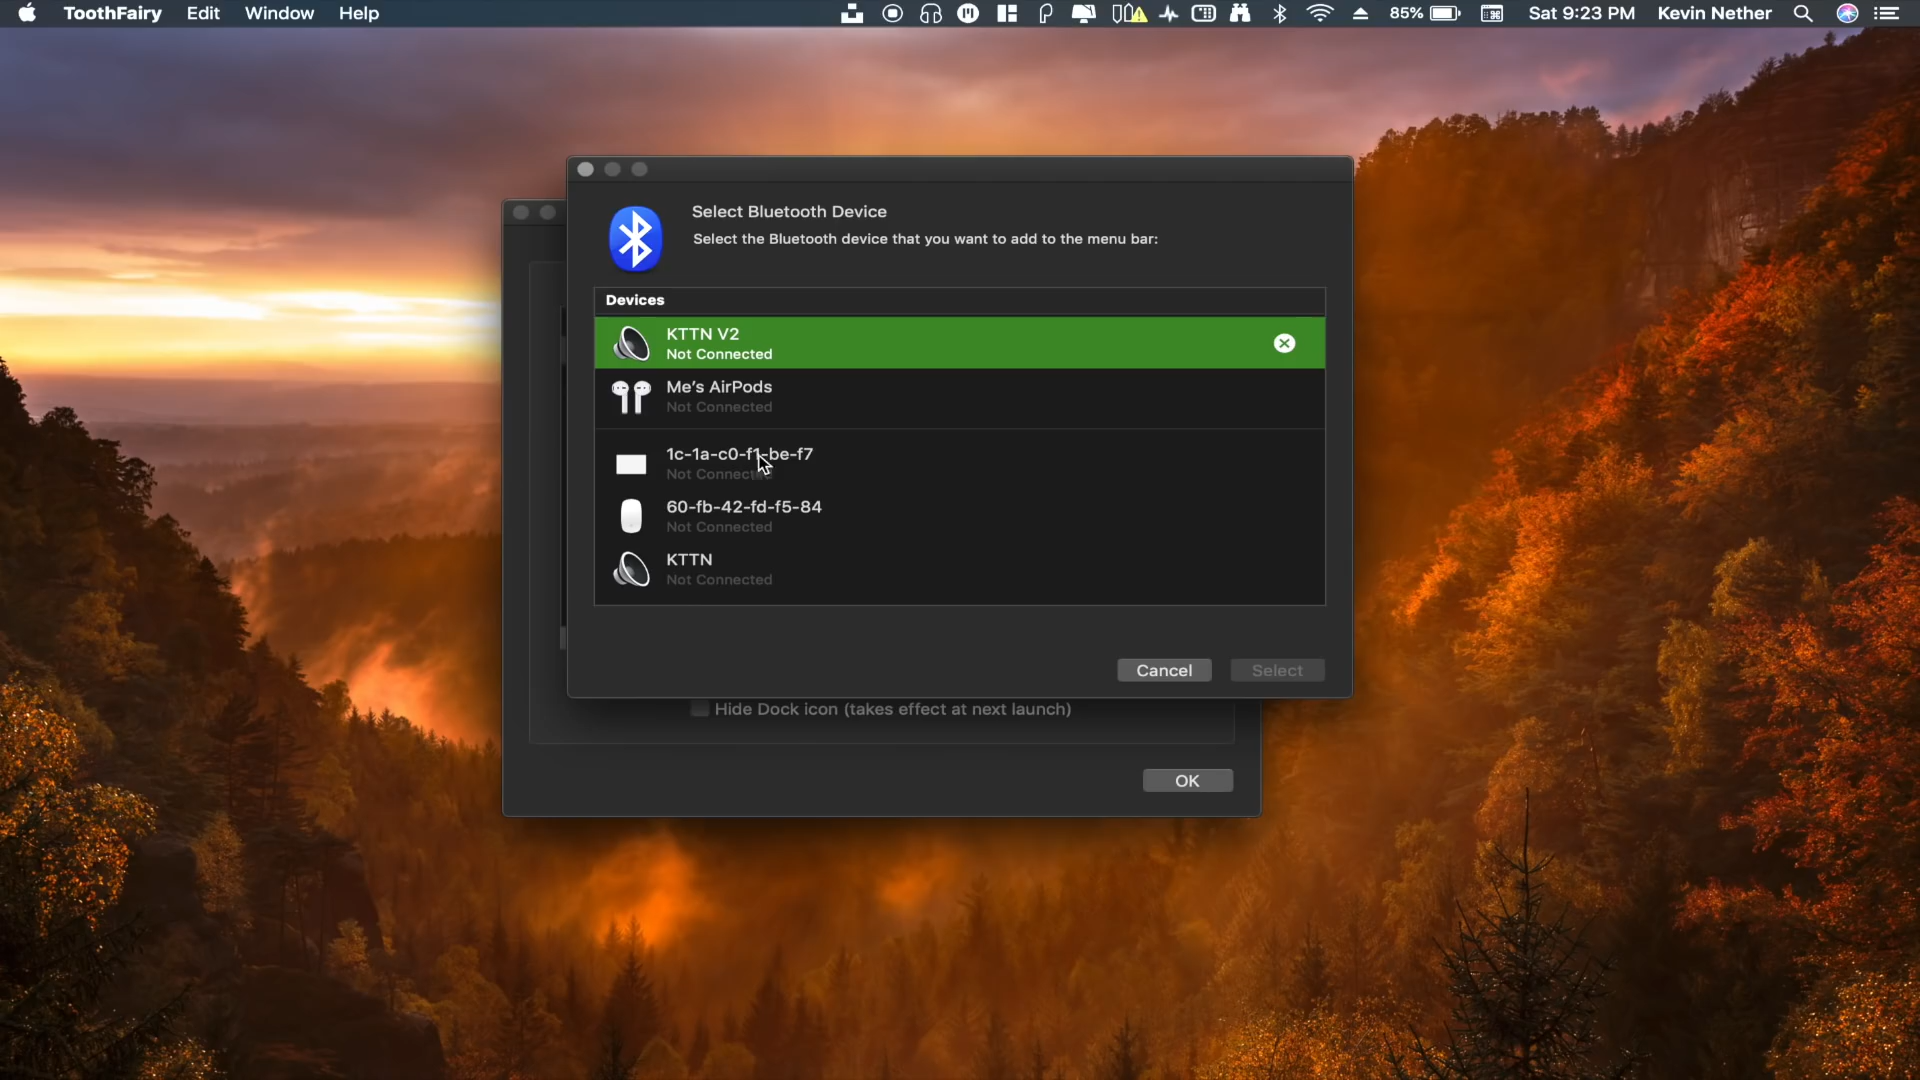 ToothFairy Edit Window Help 85% Sat 9:23 PM Kevin Nether
Select Bluetooth Device
Select the Bluetooth device that you want to add to the menu bar:
Devices
KTTN V2
Not Connected
Me's AirPods
Not Connected
1c-1a-c0-f1-be-f7
Not Connected
60-fb-42-fd-f5-84
Not Connected
KTTN
Not Connected
Cancel Select
Hide Dock icon (takes effect at next launch)
OK